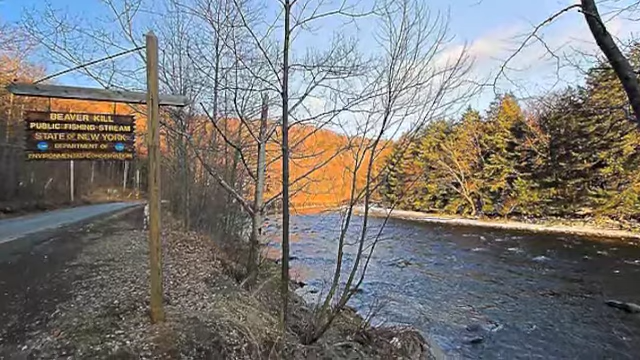 BEAVER KILL
PUBLIC FISHING STREAM
STATE OF NEW YORK
DEPARTMENT OF
ENVIRONMENTAL CONSERVATION